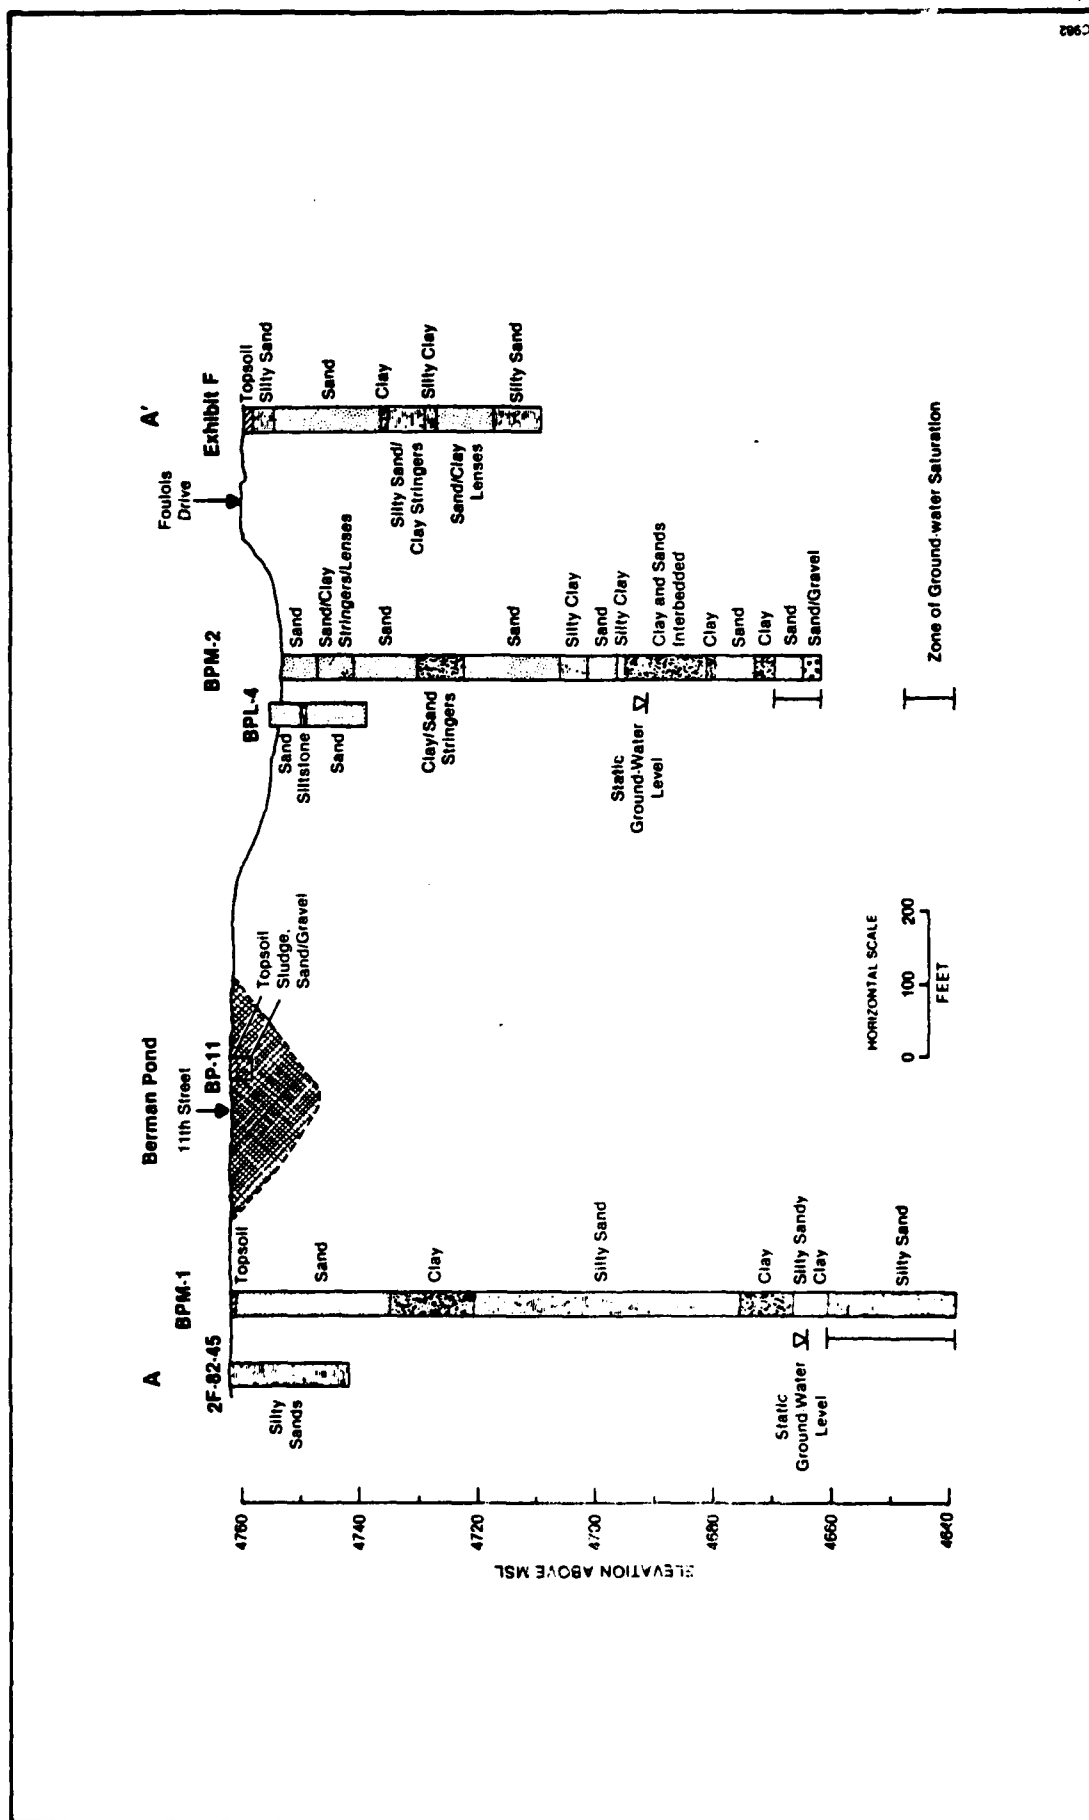 C982
A
A'
Berman Pond
11th Street
BP-11
Topsoil
Sludge,
Sand/Gravel
Foulois
Drive
2F-82-45
Silty
Sands
BPM-1
Topsoil
Sand
Clay
Silty Sand
Clay
Silty Sandy
Clay
Silty Sand
Static
Ground-Water
Level
BPL-4
Sand
Siltstone
Sand
BPM-2
Sand
Sand/Clay
Stringers/Lenses
Sand
Clay/Sand
Stringers
Sand
Silty Clay
Sand
Silty Clay
Clay and Sands
Interbedded
Clay
Sand
Clay
Sand
Sand/Gravel
Static
Ground-Water
Level
Exhibit F
Topsoil
Silty Sand
Sand
Clay
Silty Sand/
Clay Stringers
Silty Clay
Sand/Clay
Lenses
Silty Sand
ELEVATION ABOVE MSL
4760
4740
4720
4700
4680
4660
4640
HORIZONTAL SCALE
0 100 200
FEET
Zone of Ground-water Saturation